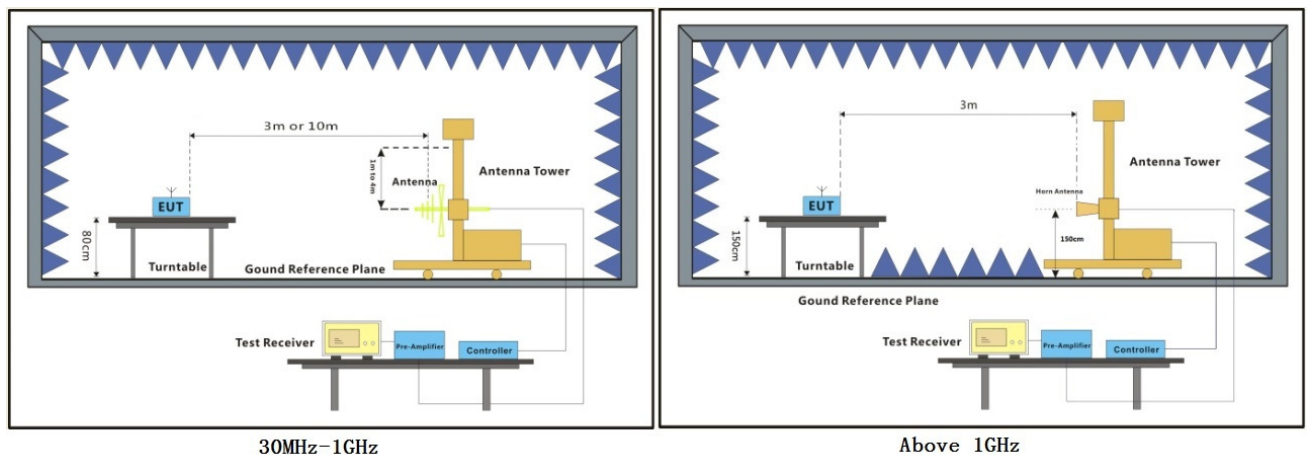 3m or 10m
1m to 4m
Antenna
Antenna Tower
EUT
80cm
Turntable
Gound Reference Plane
Test Receiver
Pre-Amplifier
Controller
30MHz-1GHz
3m
Antenna Tower
Horn Antenna
EUT
150cm
150cm
Turntable
Gound Reference Plane
Test Receiver
Pre-Amplifier
Controller
Above 1GHz